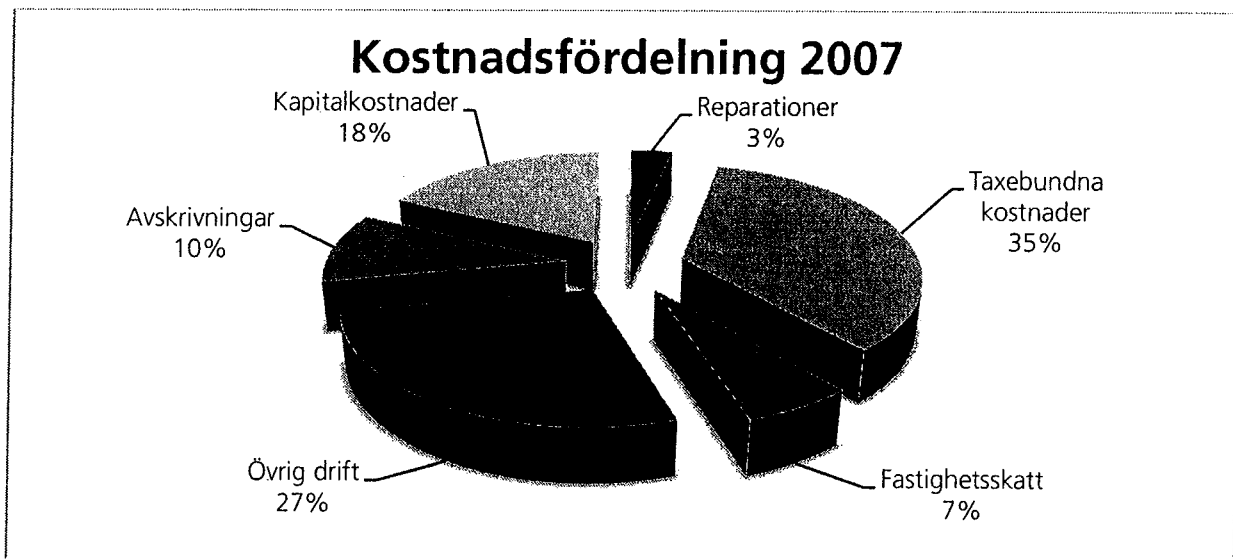 Kostnadsfördelning 2007
Kapitalkostnader
18%
Reparationer
3%
Taxebundna
kostnader
35%
Avskrivningar
10%
Övrig drift
27%
Fastighetsskatt
7%